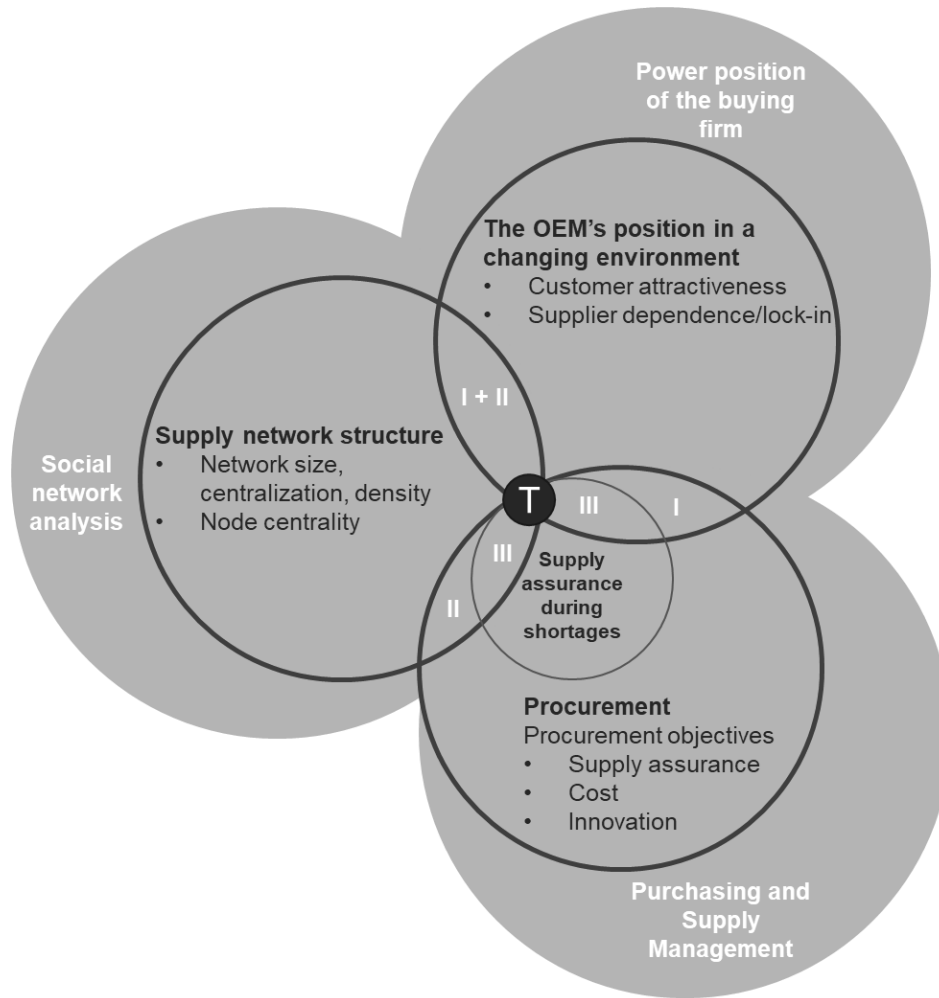 Power position
of the buying
firm
The OEM’s position in a
changing environment
• Customer attractiveness
• Supplier dependence/lock-in
I + II
Supply network structure
• Network size,
centralization, density
• Node centrality
Social
network
analysis
T
III
I
III
II
Supply
assurance
during
shortages
Procurement
Procurement objectives
• Supply assurance
• Cost
• Innovation
Purchasing and
Supply
Management